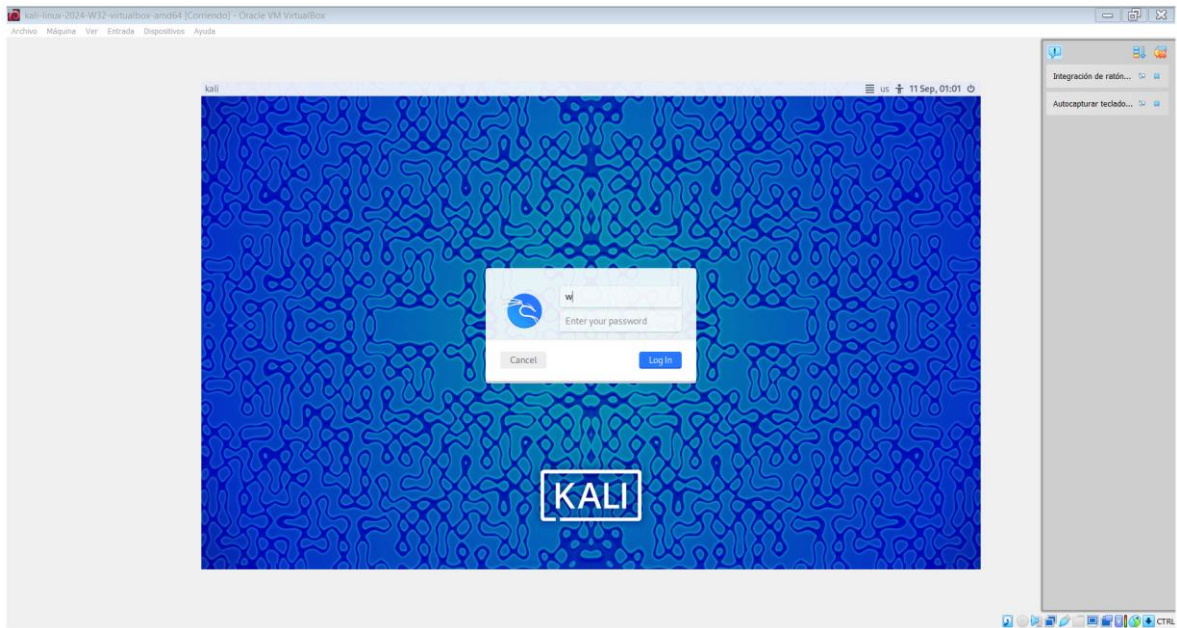 kali-linux-2024-W32-virtualbox-amd64 [Corriendo] - Oracle VM VirtualBox
Archivo Máquina Ver Entrada Dispositivos Ayuda
Integración de ratón...
Autocapturar teclado...
kali us 11 Sep, 01:01
w
Enter your password
Cancel Log In
KALI
CTRL